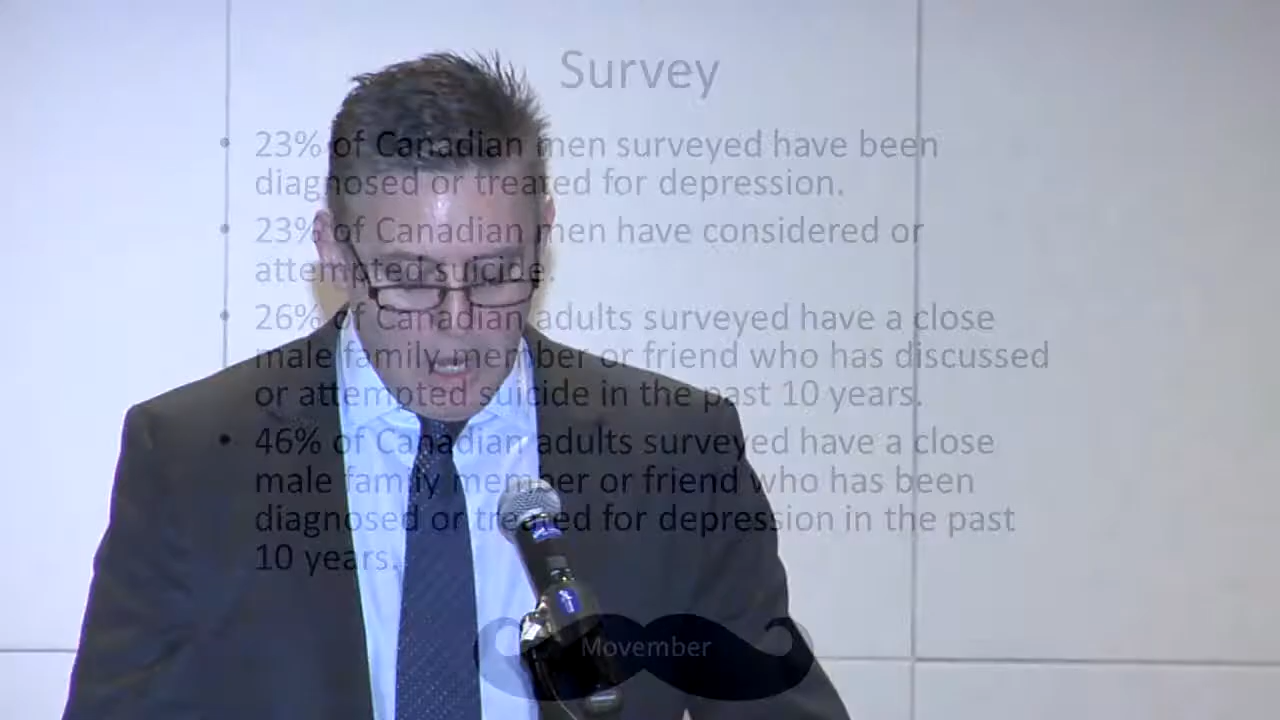 Survey
• 23% of Canadian men surveyed have been
diagnosed or treated for depression.
• 23% of Canadian men have considered or
attempted suicide.
• 26% of Canadian adults surveyed have a close
male family member or friend who has discussed
or attempted suicide in the past 10 years.
• 46% of Canadian adults surveyed have a close
male family member or friend who has been
diagnosed or treated for depression in the past
10 years.
Movember